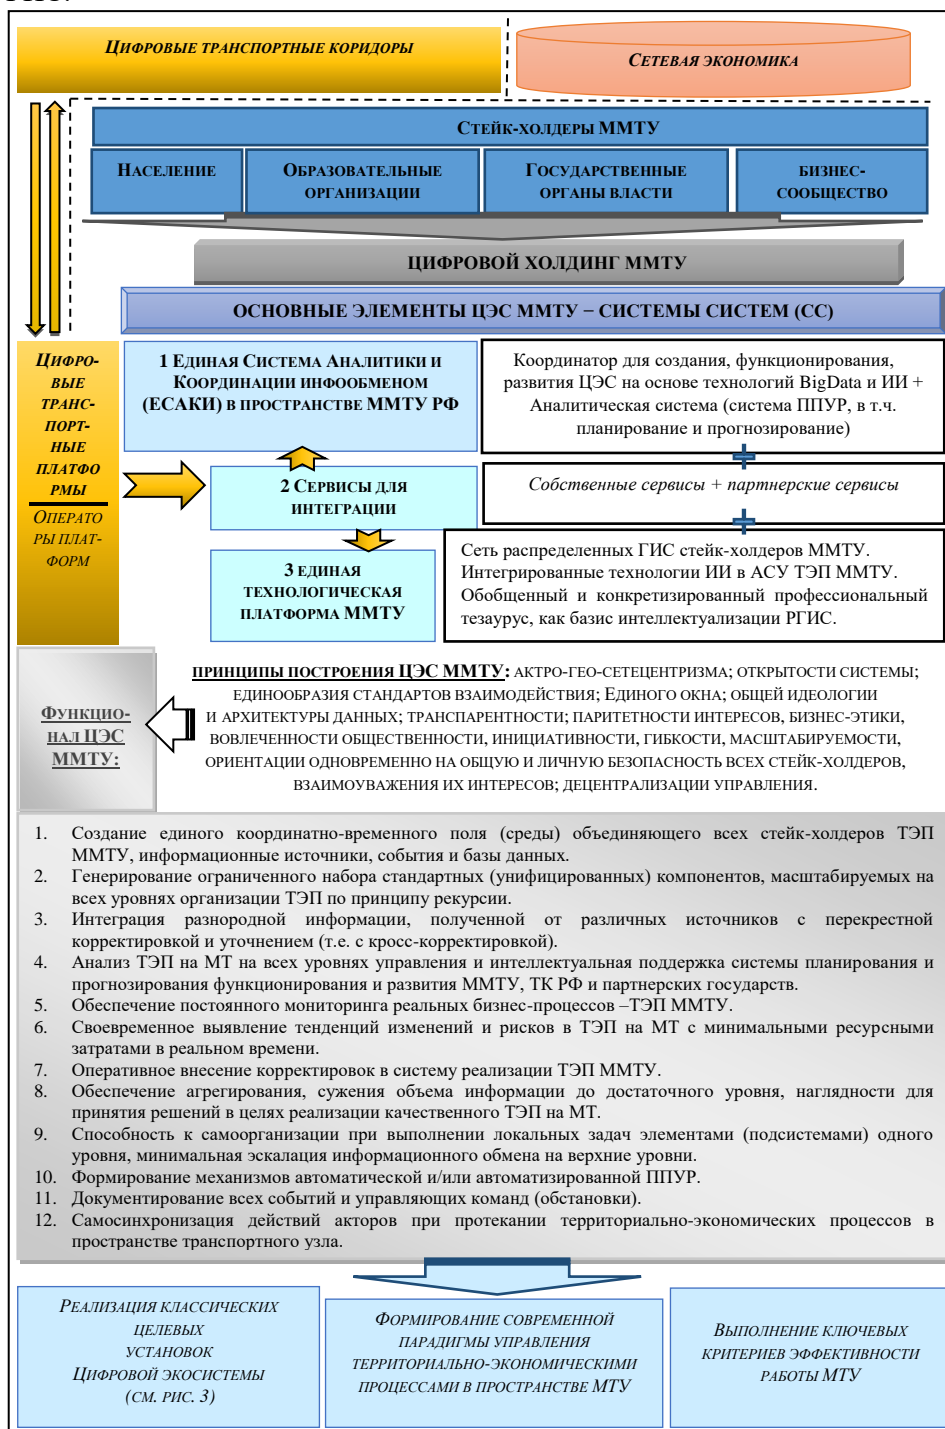 Цифровые транспортные коридоры
Сетевая экономика
Стейк-холдеры ММТУ
Население
Образовательные
организации
Государственные
органы власти
бизнес-
сообщество
ЦИФРОВОЙ ХОЛДИНГ ММТУ
ОСНОВНЫЕ ЭЛЕМЕНТЫ ЦЭС ММТУ – СИСТЕМЫ СИСТЕМ (СС)
Цифро-
вые
транс-
порт-
ные
платфо
рмы
Операто
ры плат-
форм
1 Единая Система Аналитики и
Координации инфообменом
(ЕСАКИ) в пространстве ММТУ РФ
Координатор для создания, функционирования,
развития ЦЭС на основе технологий BigData и ИИ +
Аналитическая система (система ППУР, в т.ч.
планирование и прогнозирование)
2 Сервисы для
интеграции
Собственные сервисы + партнерские сервисы
3 единая
технологическая
платформа ММТУ
Сеть распределенных ГИС стейк-холдеров ММТУ.
Интегрированные технологии ИИ в АСУ ТЭП ММТУ.
Обобщенный и конкретизированный профессиональный
тезаурус, как базис интеллектуализации РГИС.
Функцио-
нал ЦЭС
ММТУ:
принципы построения ЦЭС ММТУ: актро-гео-сетецентризма; открытости системы;
единообразия стандартов взаимодействия; Единого окна; общей идеологии
и архитектуры данных; транспарентности; паритетности интересов, бизнес-этики,
вовлеченности общественности, инициативности, гибкости, масштабируемости,
ориентации одновременно на общую и личную безопасность всех стейк-холдеров,
взаимоуважения их интересов; децентрализации управления.
1. Создание единого координатно-временного поля (среды) объединяющего всех стейк-холдеров ТЭП
ММТУ, информационные источники, события и базы данных.
2. Генерирование ограниченного набора стандартных (унифицированных) компонентов, масштабируемых на
всех уровнях организации ТЭП по принципу рекурсии.
3. Интеграция разнородной информации, полученной от различных источников с перекрестной
корректировкой и уточнением (т.е. с кросс-корректировкой).
4. Анализ ТЭП на МТ на всех уровнях управления и интеллектуальная поддержка системы планирования и
прогнозирования функционирования и развития ММТУ, ТК РФ и партнерских государств.
5. Обеспечение постоянного мониторинга реальных бизнес-процессов –ТЭП ММТУ.
6. Своевременное выявление тенденций изменений и рисков в ТЭП на МТ с минимальными ресурсными
затратами в реальном времени.
7. Оперативное внесение корректировок в систему реализации ТЭП ММТУ.
8. Обеспечение агрегирования, сужения объема информации до достаточного уровня, наглядности для
принятия решений в целях реализации качественного ТЭП на МТ.
9. Способность к самоорганизации при выполнении локальных задач элементами (подсистемами) одного
уровня, минимальная эскалация информационного обмена на верхние уровни.
10. Формирование механизмов автоматической и/или автоматизированной ППУР.
11. Документирование всех событий и управляющих команд (обстановки).
12. Самосинхронизация действий акторов при протекании территориально-экономических процессов в
пространстве транспортного узла.
Реализация классических
целевых
установок
Цифровой экосистемы
(см. рис. 3)
Формирование современной
парадигмы управления
территориально-экономическими
процессами в пространстве МТУ
Выполнение ключевых
критериев эффективности
работы МТУ